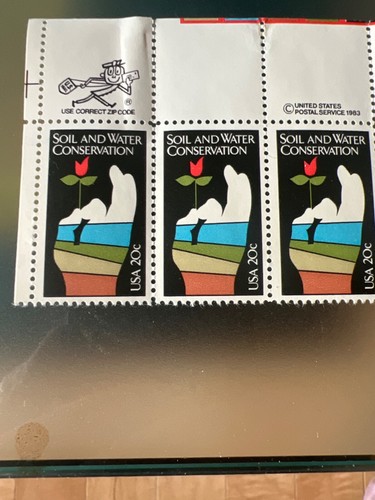 USE CORRECT ZIP CODE
®
© UNITED STATES
POSTAL SERVICE 1983
SOIL AND WATER
CONSERVATION
USA 20c
SOIL AND WATER
CONSERVATION
USA 20c
SOIL AND WATER
CONSERVATION
USA 20c